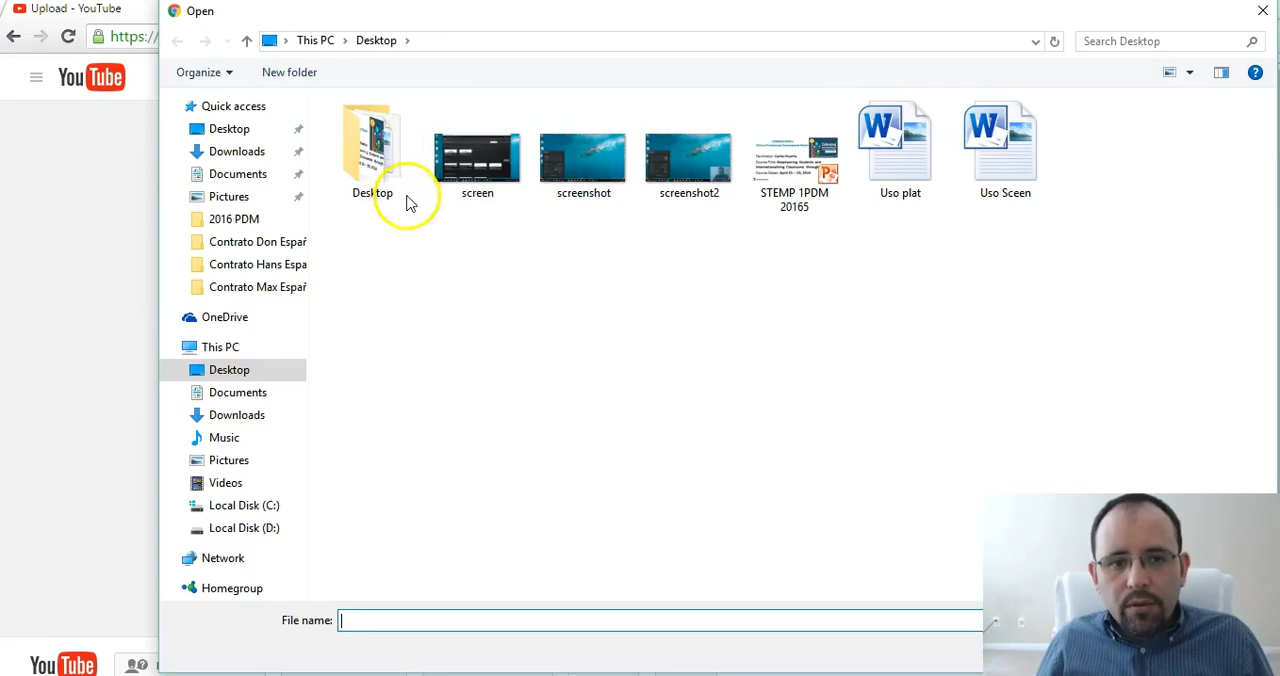 Upload - YouTube
Open
https://
This PC
Desktop
Search Desktop
YouTube
Organize
New folder
Quick access
Desktop
Downloads
Documents
Pictures
2016 PDM
Contrato Don Españ
Contrato Hans Espa
Contrato Max Españ
OneDrive
This PC
Desktop
Documents
Downloads
Music
Pictures
Videos
Local Disk (C:)
Local Disk (D:)
Network
Homegroup
Desktop
screen
screenshot
screenshot2
STEMP 1PDM
20165
Uso plat
Uso Sceen
File name:
YouTube